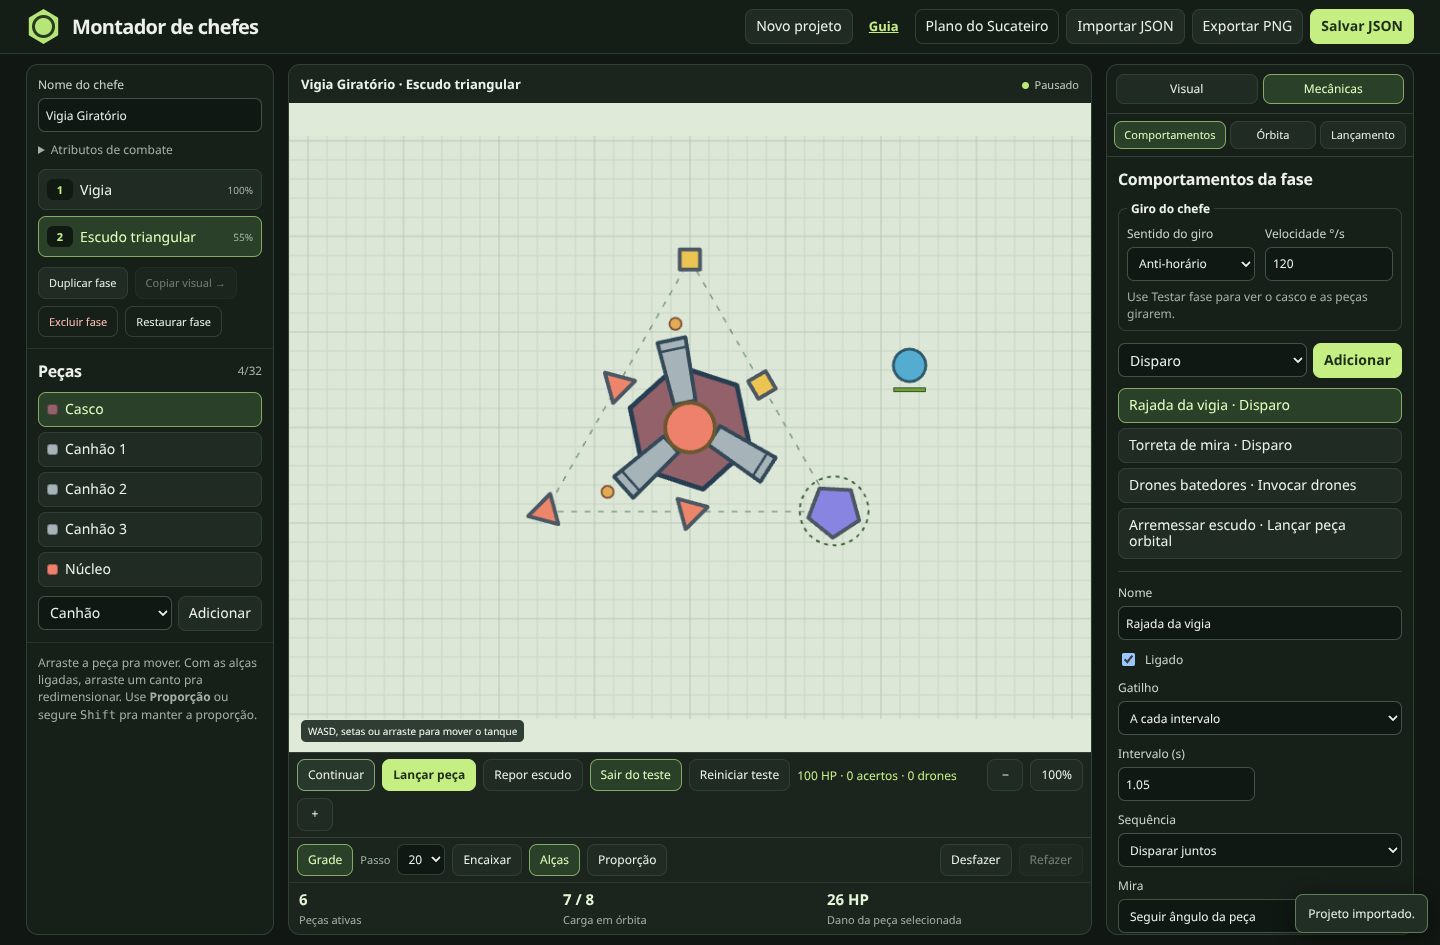 Montador de chefes
Novo projeto
Guia
Plano do Sucateiro
Importar JSON
Exportar PNG
Salvar JSON
Nome do chefe
Vigia Giratório
Atributos de combate
1 Vigia 100%
2 Escudo triangular 55%
Duplicar fase
Copiar visual →
Excluir fase
Restaurar fase
Peças 4/32
Casco
Canhão 1
Canhão 2
Canhão 3
Núcleo
Canhão
Adicionar
Arraste a peça pra mover. Com as alças
ligadas, arraste um canto pra
redimensionar. Use Proporção ou
segure Shift pra manter a proporção.
Vigia Giratório · Escudo triangular
Pausado
WASD, setas ou arraste para mover o tanque
Continuar
Lançar peça
Repor escudo
Sair do teste
Reiniciar teste
100 HP · 0 acertos · 0 drones
−
100%
+
Grade
Passo
20
Encaixar
Alças
Proporção
Desfazer
Refazer
6
Peças ativas
7 / 8
Carga em órbita
26 HP
Dano da peça selecionada
Visual
Mecânicas
Comportamentos
Órbita
Lançamento
Comportamentos da fase
Giro do chefe
Sentido do giro
Velocidade °/s
Anti-horário
120
Use Testar fase para ver o casco e as peças
girarem.
Disparo
Adicionar
Rajada da vigia · Disparo
Torreta de mira · Disparo
Drones batedores · Invocar drones
Arremessar escudo · Lançar peça
orbital
Nome
Rajada da vigia
Ligado
Gatilho
A cada intervalo
Intervalo (s)
1.05
Sequência
Disparar juntos
Mira
Seguir ângulo da peça
Projeto importado.